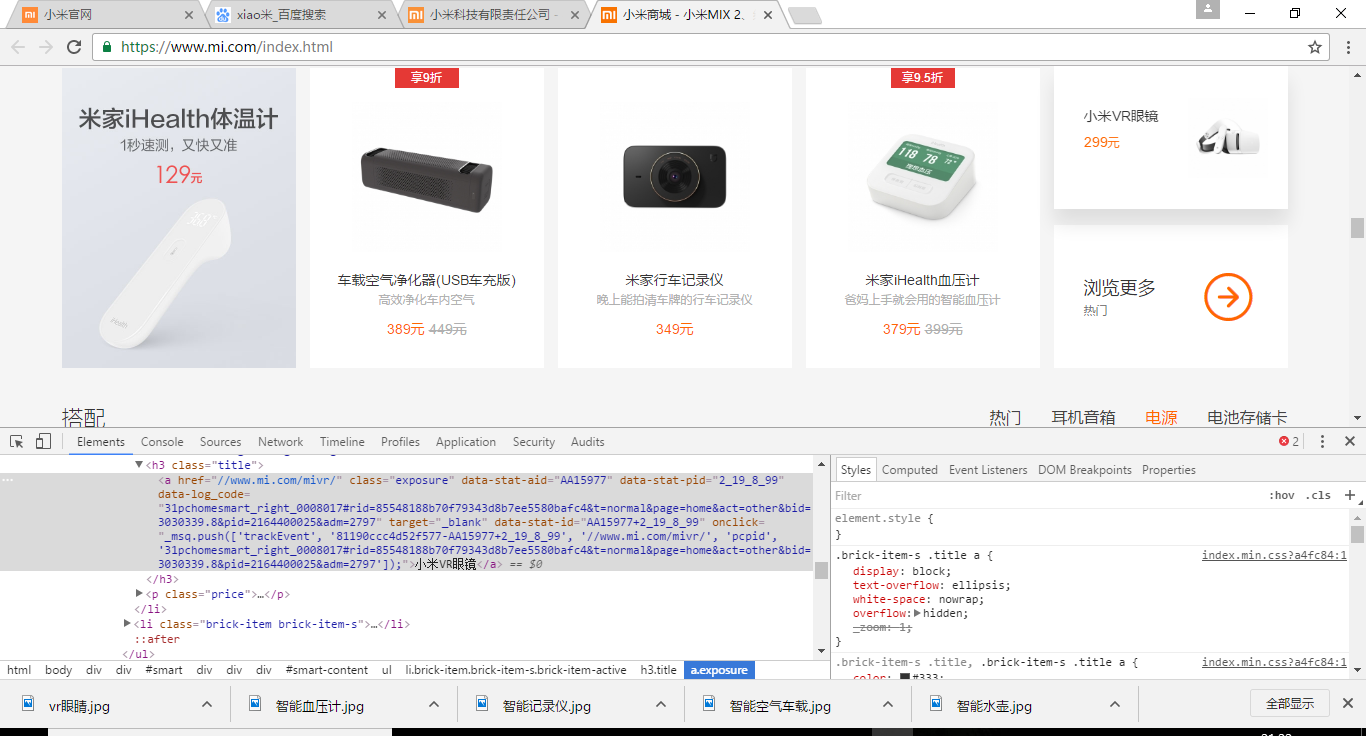 小米官网
xiao米_百度搜索
小米科技有限责任公司 -
小米商城 - 小米MIX 2、
https://www.mi.com/index.html
米家iHealth体温计
1秒速测，又快又准
129元
iHealth
享9折
车载空气净化器(USB车充版)
高效净化车内空气
389元 449元
米家行车记录仪
晚上能拍清车牌的行车记录仪
349元
享9.5折
118 78
米家iHealth血压计
爸妈上手就会用的智能血压计
379元 399元
小米VR眼镜
299元
浏览更多
热门
搭配
热门 耳机音箱 电源 电池存储卡
Elements Console Sources Network Timeline Profiles Application Security Audits
2
<h3 class="title">
<a href="//www.mi.com/mivr/" class="exposure" data-stat-aid="AA15977" data-stat-pid="2_19_8_99"
data-log_code=
"31pchomesmart_right_0008017#rid=85548188b70f79343d8b7ee5580bafc4&t=normal&page=home&act=other&bid=
3030339.8&pid=2164400025&adm=2797" target="_blank" data-stat-id="AA15977+2_19_8_99" onclick=
"_msq.push(['trackEvent', '81190ccc4d52f577-AA15977+2_19_8_99', '//www.mi.com/mivr/', 'pcpid',
'31pchomesmart_right_0008017#rid=85548188b70f79343d8b7ee5580bafc4&t=normal&page=home&act=other&bid=
3030339.8&pid=2164400025&adm=2797']);">小米VR眼镜</a> == $0
</h3>
<p class="price">…</p>
</li>
<li class="brick-item brick-item-s">…</li>
::after
</ul>
html body div div #smart div div div #smart-content ul li.brick-item.brick-item-s.brick-item-active h3.title a.exposure
Styles Computed Event Listeners DOM Breakpoints Properties
Filter :hov .cls +
element.style {
}
.brick-item-s .title a { index.min.css?a4fc84:1
display: block;
text-overflow: ellipsis;
white-space: nowrap;
overflow: hidden;
_zoom: 1;
}
.brick-item-s .title, .brick-item-s .title a { index.min.css?a4fc84:1
color: #333;
vr眼睛.jpg
智能血压计.jpg
智能记录仪.jpg
智能空气车载.jpg
智能水壶.jpg
全部显示